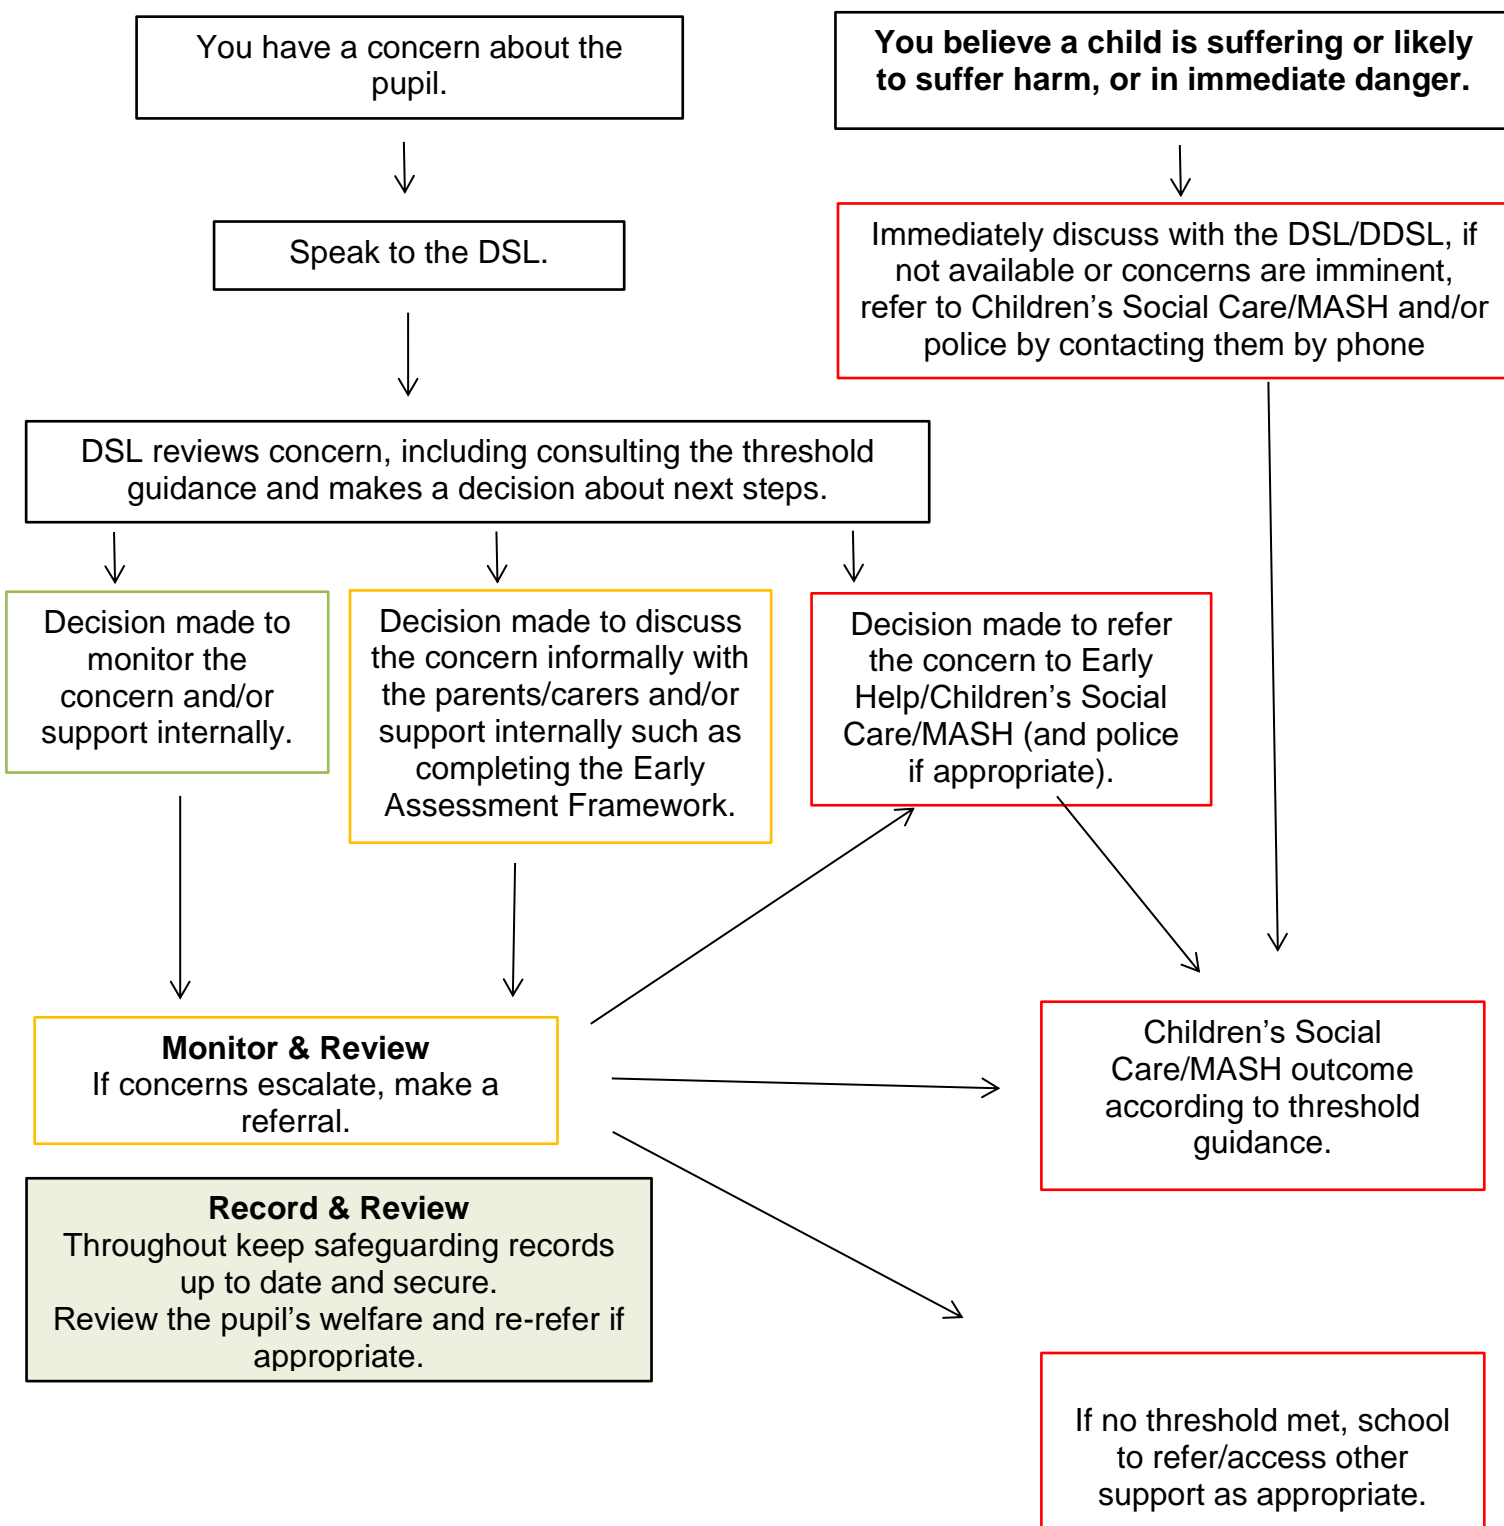 You have a concern about the
pupil.
You believe a child is suffering or likely
to suffer harm, or in immediate danger.
Speak to the DSL.
Immediately discuss with the DSL/DDSL, if
not available or concerns are imminent,
refer to Children’s Social Care/MASH and/or
police by contacting them by phone
DSL reviews concern, including consulting the threshold
guidance and makes a decision about next steps.
Decision made to
monitor the
concern and/or
support internally.
Decision made to discuss
the concern informally with
the parents/carers and/or
support internally such as
completing the Early
Assessment Framework.
Decision made to refer
the concern to Early
Help/Children’s Social
Care/MASH (and police
if appropriate).
Monitor & Review
If concerns escalate, make a
referral.
Children’s Social
Care/MASH outcome
according to threshold
guidance.
Record & Review
Throughout keep safeguarding records
up to date and secure.
Review the pupil’s welfare and re-refer if
appropriate.
If no threshold met, school
to refer/access other
support as appropriate.